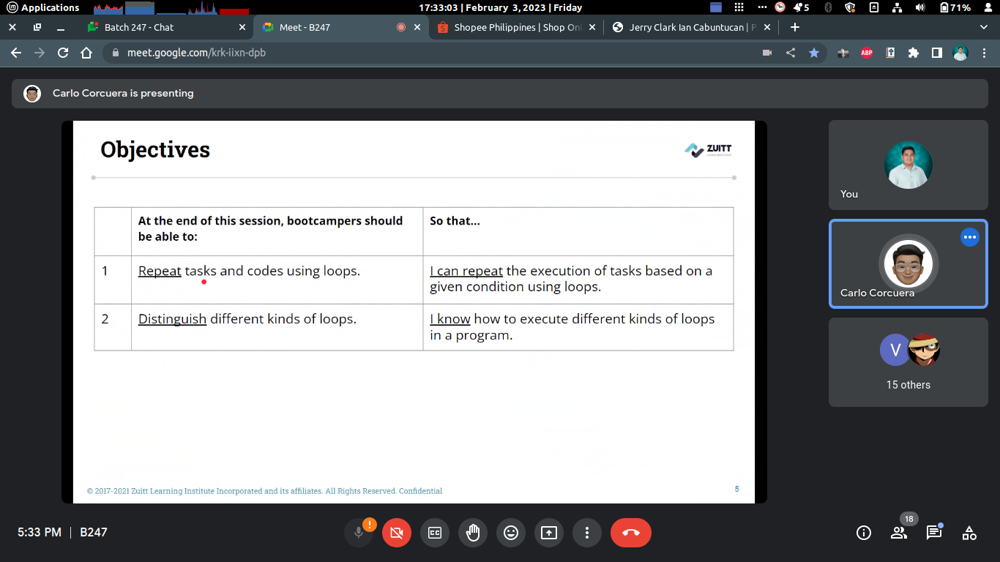 Applications
17:33:03 | February 3, 2023 | Friday
5
71%
Batch 247 - Chat
Meet - B247
Shopee Philippines | Shop Onl
Jerry Clark Ian Cabuntucan | P
meet.google.com/krk-iixn-dpb
ABP
Carlo Corcuera is presenting
Objectives
ZUITT
CODING BOOTCAMP
At the end of this session, bootcampers should
be able to:
So that...
1
Repeat tasks and codes using loops.
I can repeat the execution of tasks based on a
given condition using loops.
2
Distinguish different kinds of loops.
I know how to execute different kinds of loops
in a program.
© 2017-2021 Zuitt Learning Institute Incorporated and its affiliates. All Rights Reserved. Confidential
5
You
Carlo Corcuera
V
15 others
5:33 PM | B247
!
CC
18